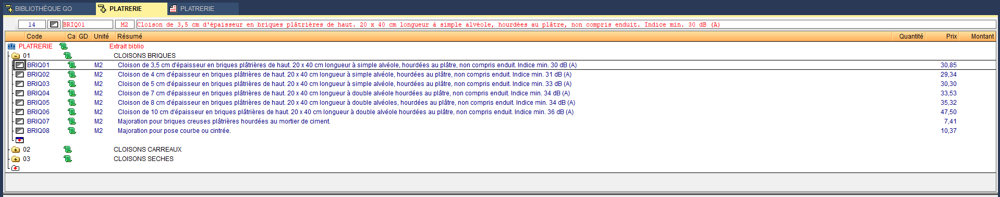 BIBLIOTHÈQUE GO PLATRERIE PLATRERIE
14 BRIQ01 M2 Cloison de 3,5 cm d'épaisseur en briques plâtrières de haut. 20 x 40 cm longueur à simple alvéole, hourdées au plâtre, non compris enduit. Indice min. 30 dB (A)
Code Ca GD Unité Résumé Quantité Prix Montant
PLATRERIE Extrait biblio
01 CLOISONS BRIQUES
BRIQ01 M2 Cloison de 3,5 cm d'épaisseur en briques plâtrières de haut. 20 x 40 cm longueur à simple alvéole, hourdées au plâtre, non compris enduit. Indice min. 30 dB (A) 30,85
BRIQ02 M2 Cloison de 4 cm d'épaisseur en briques plâtrières de haut. 20 x 40 cm longueur à simple alvéole, hourdées au plâtre, non compris enduit. Indice min. 31 dB (A) 29,34
BRIQ03 M2 Cloison de 5 cm d'épaisseur en briques plâtrières de haut. 20 x 40 cm longueur à simple alvéole, hourdées au plâtre, non compris enduit. Indice min. 33 dB (A) 30,30
BRIQ04 M2 Cloison de 7 cm d'épaisseur en briques plâtrières de haut. 20 x 40 cm longueur à double alvéole hourdées au plâtre, non compris enduit. Indice min. 34 dB (A) 33,53
BRIQ05 M2 Cloison de 8 cm d'épaisseur en briques plâtrières de haut. 20 x 40 cm longueur à double alvéoles, hourdées au plâtre, non compris enduit. Indice min. 34 dB (A) 35,32
BRIQ06 M2 Cloison de 10 cm d'épaisseur en briques plâtrières de haut. 20 x 40 cm longueur à double alvéole hourdées au plâtre, non compris enduit. Indice min. 36 dB (A) 47,50
BRIQ07 M2 Majoration pour briques creuses plâtrières hourdées au mortier de ciment. 7,41
BRIQ08 M2 Majoration pour pose courbe ou cintrée. 10,37
02 CLOISONS CARREAUX
03 CLOISONS SECHES